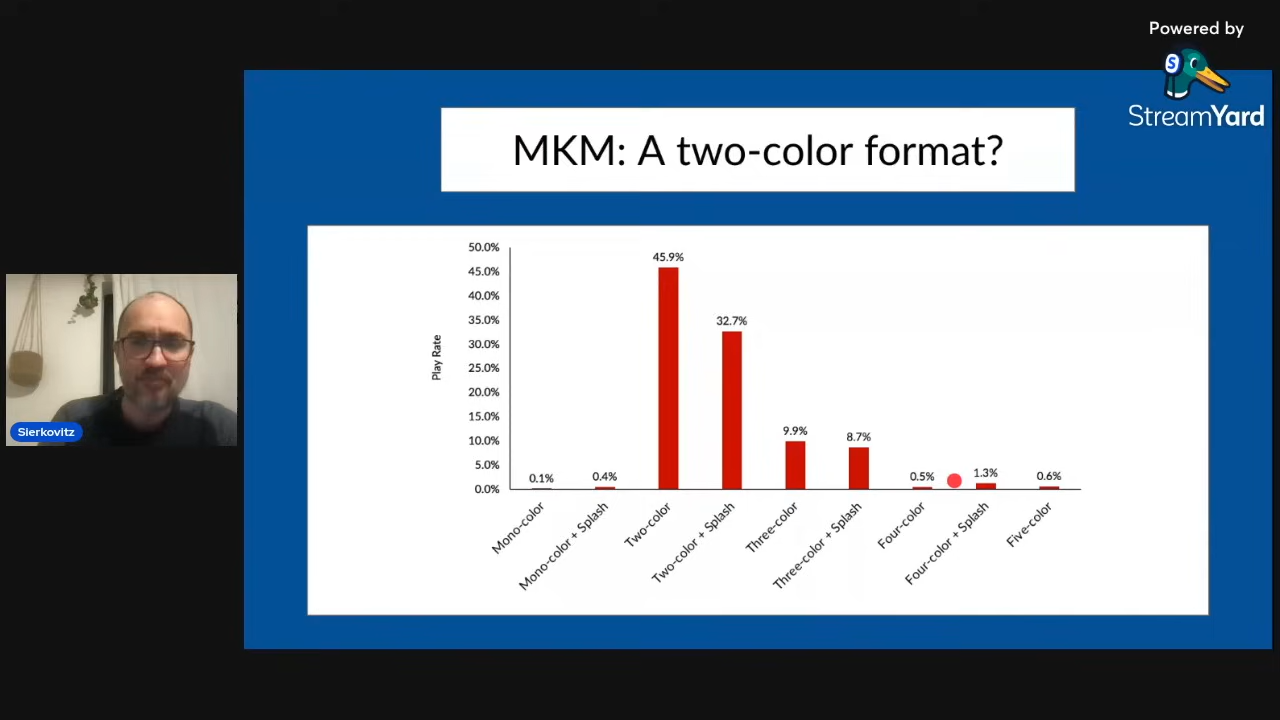 Powered by
StreamYard
MKM: A two-color format?
50.0%
45.0%
40.0%
35.0%
30.0%
25.0%
20.0%
15.0%
10.0%
5.0%
0.0%
Play Rate
0.1%
0.4%
45.9%
32.7%
9.9%
8.7%
0.5%
1.3%
0.6%
Mono-color
Mono-color + Splash
Two-color
Two-color + Splash
Three-color
Three-color + Splash
Four-color
Four-color + Splash
Five-color
Sierkovitz
S